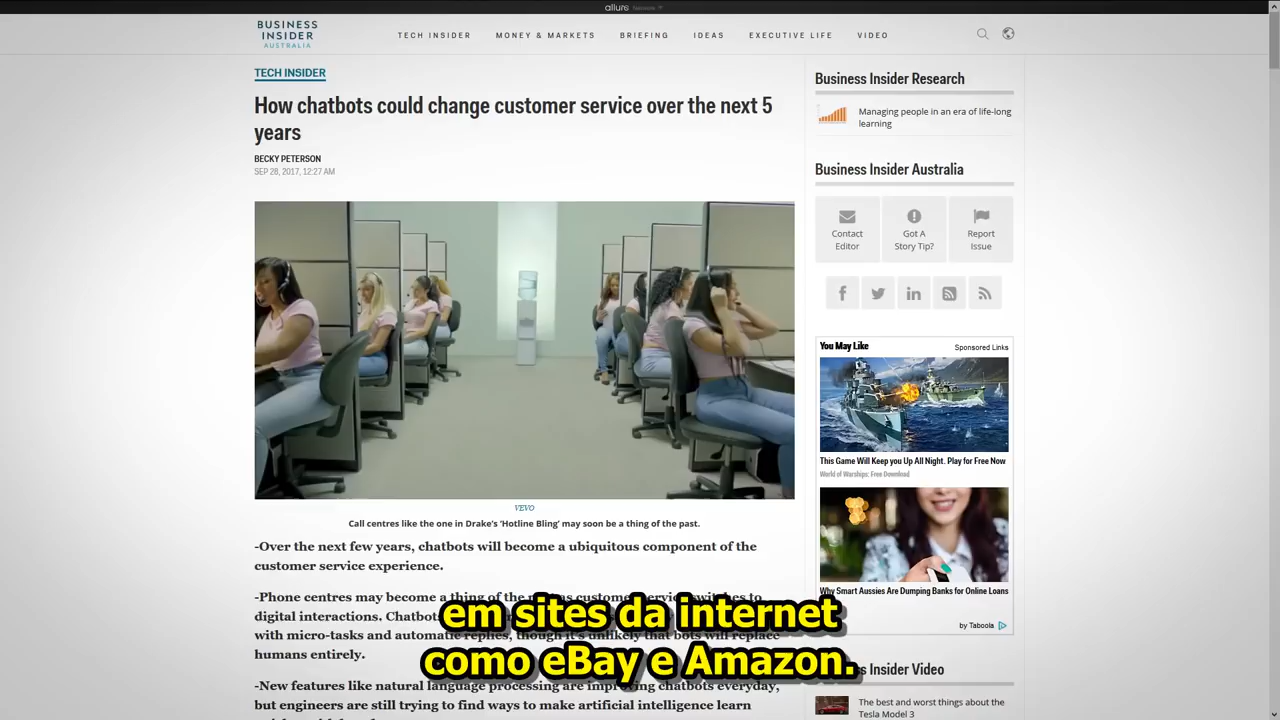 allure Network
BUSINESS
INSIDER
AUSTRALIA
TECH INSIDER
MONEY & MARKETS
BRIEFING
IDEAS
EXECUTIVE LIFE
VIDEO
TECH INSIDER
How chatbots could change customer service over the next 5
years
BECKY PETERSON
SEP 28, 2017, 12:27 AM
VEVO
Call centres like the one in Drake's 'Hotline Bling' may soon be a thing of the past.
-Over the next few years, chatbots will become a ubiquitous component of the
customer service experience.
-Phone centres may become a thing of the
digital interactions. Chatbots
with micro-tasks and automatic replies, though it's unlikely that bots will replace
humans entirely.
-New features like natural language processing are improving chatbots everyday,
but engineers are still trying to find ways to make artificial intelligence learn
Business Insider Research
Managing people in an era of life-long
learning
Business Insider Australia
Contact
Editor
Got A
Story Tip?
Report
Issue
You May Like
Sponsored Links
This Game Will Keep you Up All Night. Play for Free Now
World of Warships: Free Download
Why Smart Aussies Are Dumping Banks for Online Loans
by Taboola
Insider Video
The best and worst things about the
Tesla Model 3
em sites da internet
como eBay e Amazon.